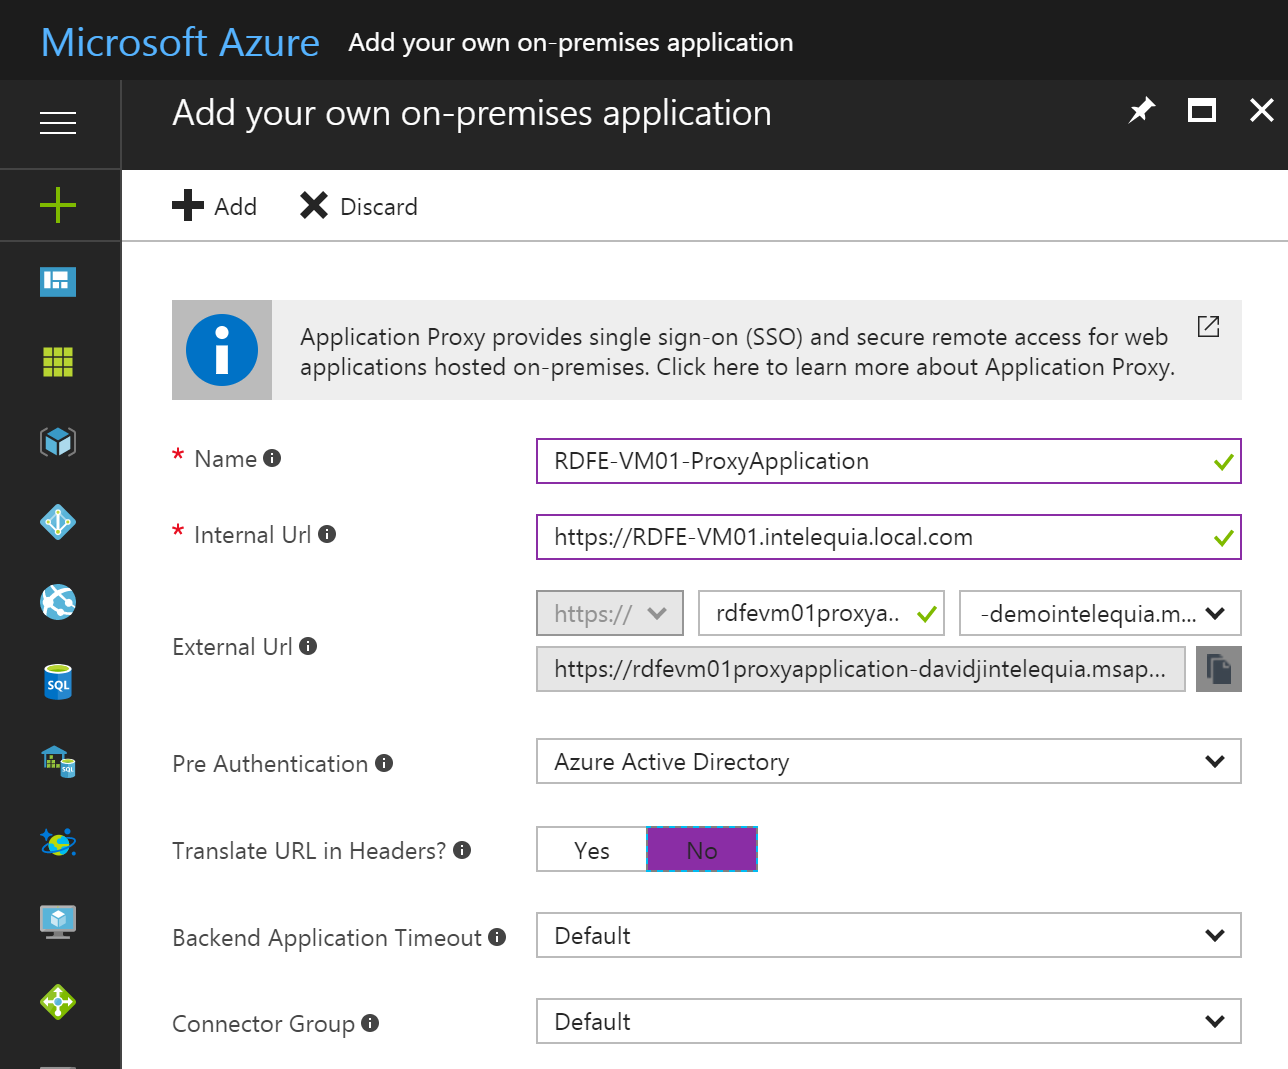 Microsoft Azure Add your own on-premises application
Add your own on-premises application
Add Discard
Application Proxy provides single sign-on (SSO) and secure remote access for web
applications hosted on-premises. Click here to learn more about Application Proxy.
* Name RDFE-VM01-ProxyApplication
* Internal Url https://RDFE-VM01.intelequia.local.com
https:// rdfevm01proxya.. -demointelequia.m...
External Url
https://rdfevm01proxyapplication-davidjintelequia.msap...
Pre Authentication Azure Active Directory
Translate URL in Headers? Yes No
Backend Application Timeout Default
Connector Group Default
SQL
SQL